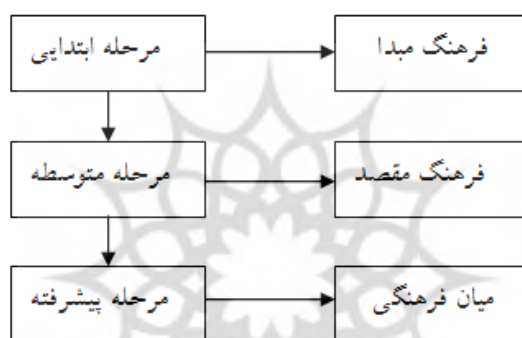 مرحله ابتدایی
فرهنگ مبدا
مرحله متوسطه
فرهنگ مقصد
مرحله پیشرفته
میان فرهنگی